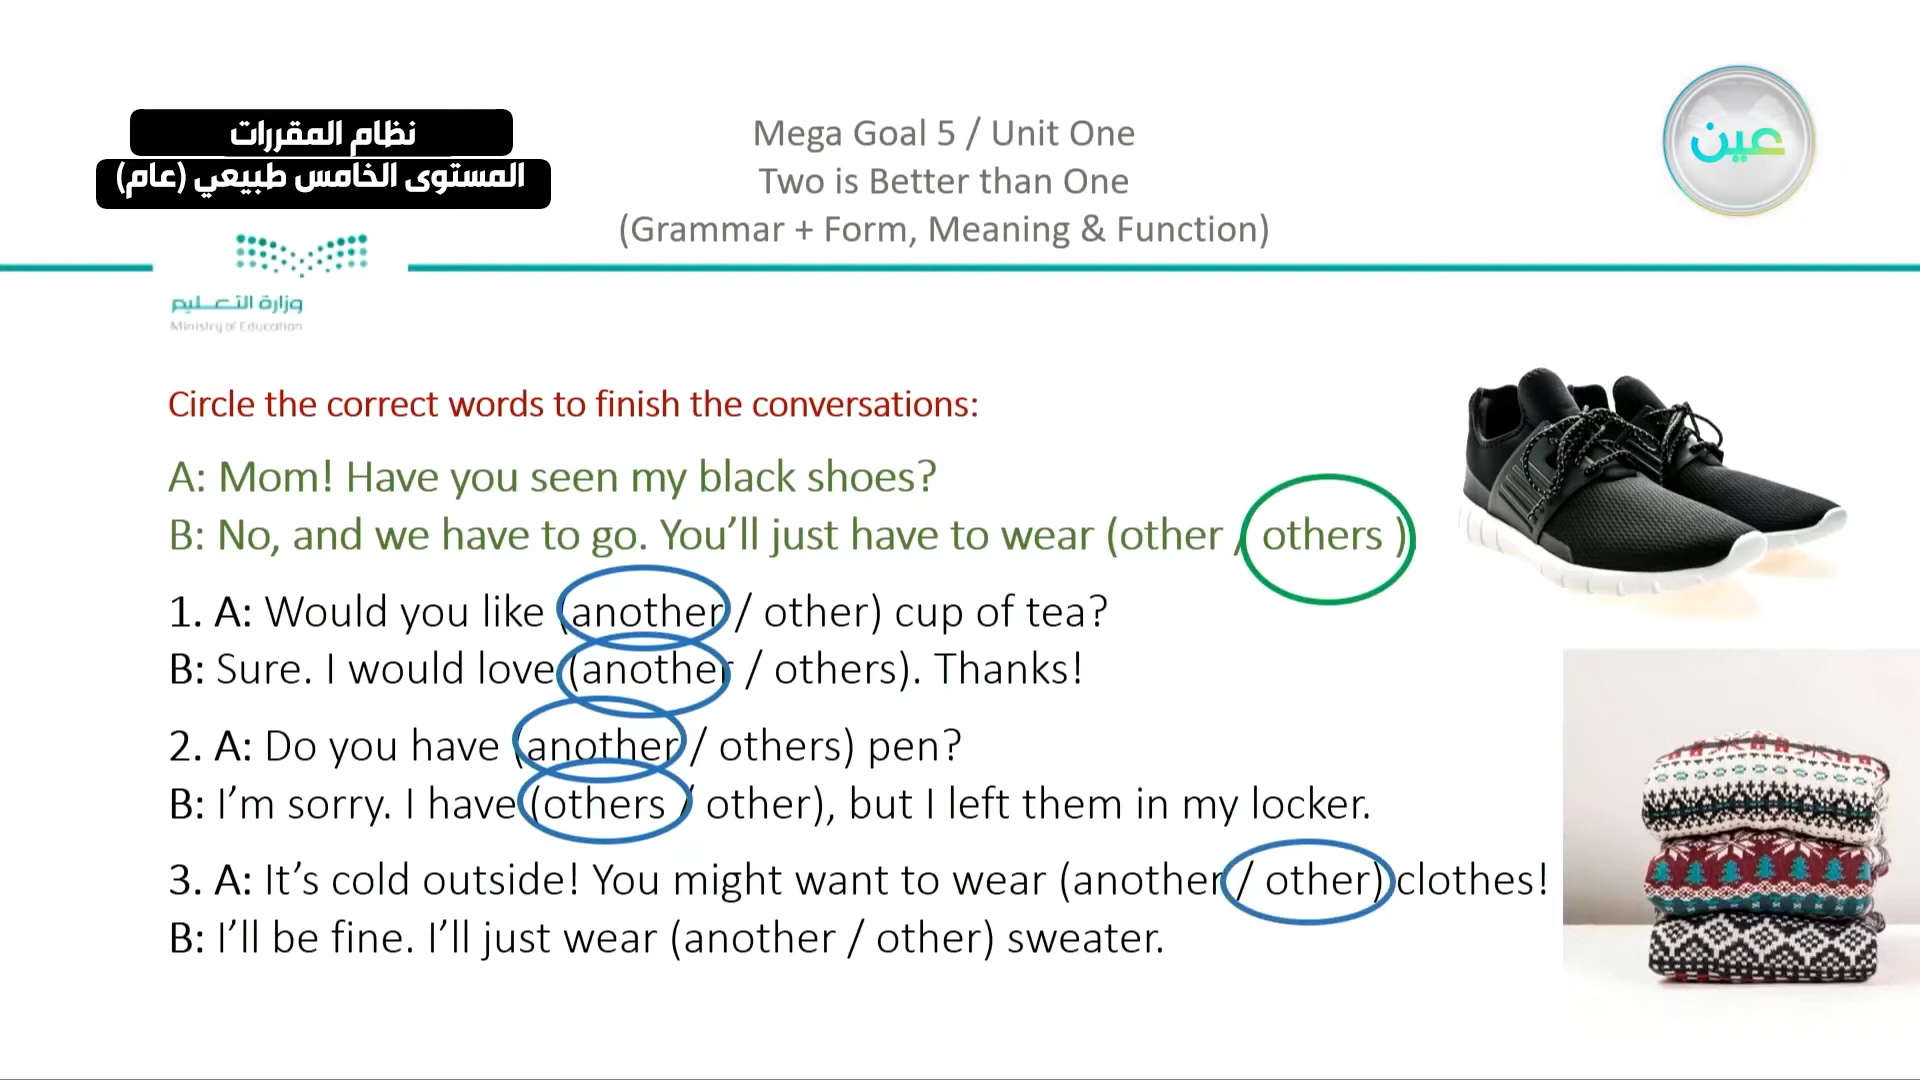 نظام المقررات
المستوى الخامس طبيعي (عام)
Mega Goal 5 / Unit One
Two is Better than One
(Grammar + Form, Meaning & Function)
عين
وزارة التعليم
Ministry of Education
Circle the correct words to finish the conversations:
A: Mom! Have you seen my black shoes?
B: No, and we have to go. You’ll just have to wear (other / others )
1. A: Would you like (another / other) cup of tea?
B: Sure. I would love (another / others). Thanks!
2. A: Do you have (another / others) pen?
B: I’m sorry. I have (others / other), but I left them in my locker.
3. A: It’s cold outside! You might want to wear (another / other) clothes!
B: I’ll be fine. I’ll just wear (another / other) sweater.